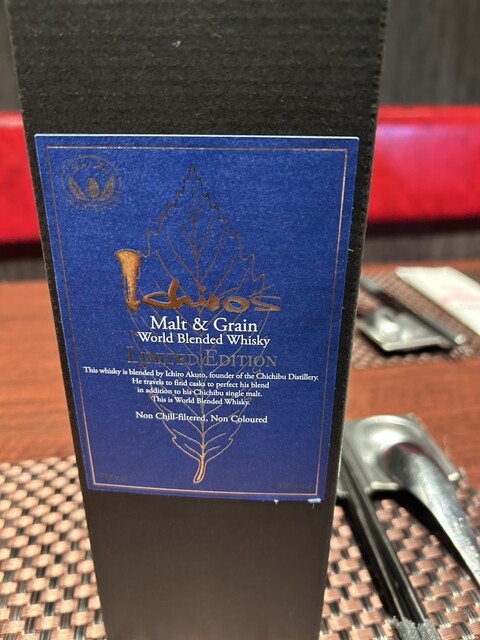 Ichiro's
Malt & Grain
World Blended Whisky
LIMITED EDITION
This whisky is blended by Ichiro Akuto, founder of the Chichibu Distillery.
He travels to find casks to perfect his blend
in addition to his Chichibu single malt.
This is World Blended Whisky.
Non Chill-filtered, Non Coloured